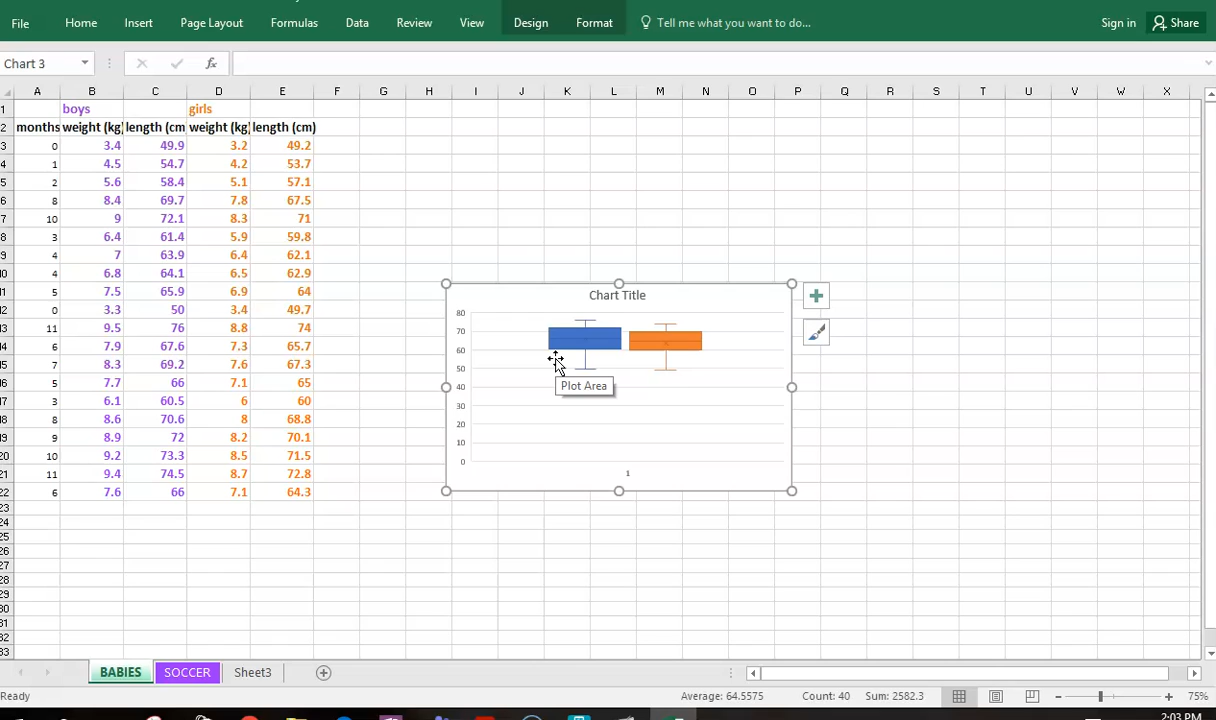 File Home Insert Page Layout Formulas Data Review View Design Format Tell me what you want to do... Sign in Share
Chart 3 fx
A B C D E F G H I J K L M N O P Q R S T U V W X
1 boys girls
2 months weight (kg) length (cm weight (kg) length (cm)
3 0 3.4 49.9 3.2 49.2
4 1 4.5 54.7 4.2 53.7
5 2 5.6 58.4 5.1 57.1
6 8 8.4 69.7 7.8 67.5
7 10 9 72.1 8.3 71
8 3 6.4 61.4 5.9 59.8
9 4 7 63.9 6.4 62.1
10 4 6.8 64.1 6.5 62.9
11 5 7.5 65.9 6.9 64
12 0 3.3 50 3.4 49.7
13 11 9.5 76 8.8 74
14 6 7.9 67.6 7.3 65.7
15 7 8.3 69.2 7.6 67.3
16 5 7.7 66 7.1 65
17 3 6.1 60.5 6 60
18 8 8.6 70.6 8 68.8
19 9 8.9 72 8.2 70.1
20 10 9.2 73.3 8.5 71.5
21 11 9.4 74.5 8.7 72.8
22 6 7.6 66 7.1 64.3
23
24
25
26
27
28
29
30
31
32
33
Chart Title
80
70
60
50
Plot Area
40
30
20
10
0
1
BABIES SOCCER Sheet3
Ready Average: 64.5575 Count: 40 Sum: 2582.3 75%
2:03 PM